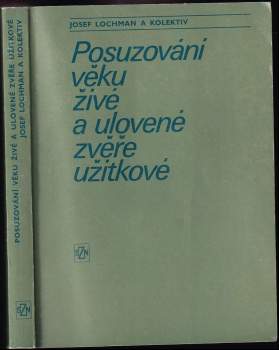 JOSEF LOCHMAN A KOLEKTIV
Posuzování
věku
živé
a ulovené
zvěře
užitkové
SZN
POSUZOVÁNÍ VĚKU ŽIVÉ A ULOVENÉ ZVĚŘE UŽITKOVÉ
JOSEF LOCHMAN A KOLEKTIV
SZN